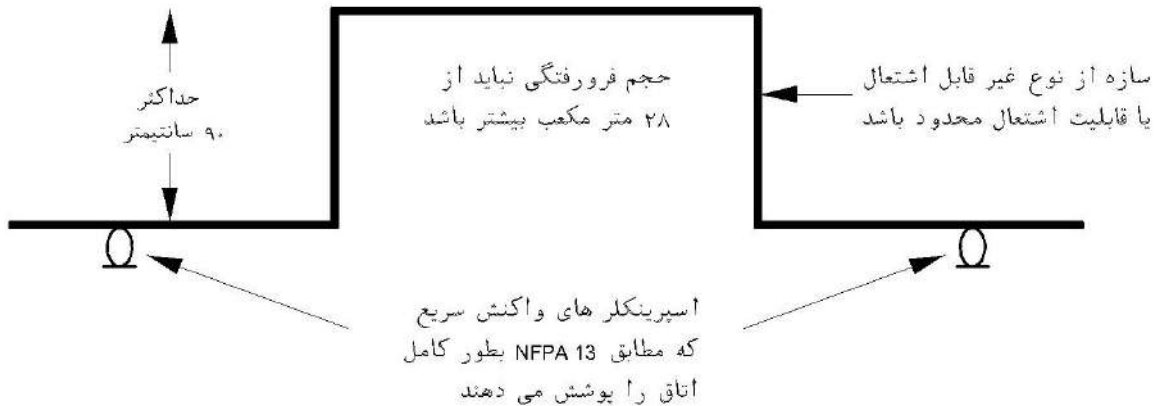 حجم فرورفتگی نباید از
۲۸ متر مکعب بیشتر باشد
سازه از نوع غیر قابل اشتعال
یا قابلیت اشتعال محدود باشد
حداکثر
۹۰ سانتیمتر
اسپرینکلر های واکنش سریع
که مطابق NFPA 13 بطور کامل
اتاق را پوشش می دهند